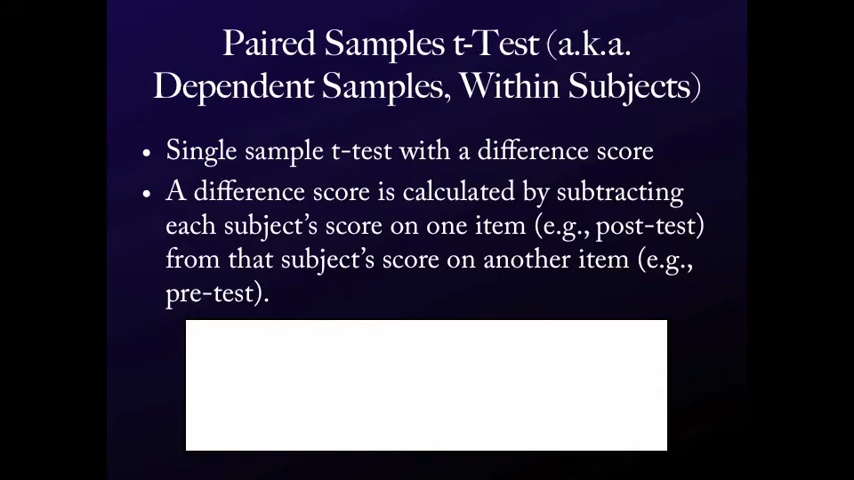 Paired Samples t-Test (a.k.a.
Dependent Samples, Within Subjects)
• Single sample t-test with a difference score
• A difference score is calculated by subtracting
each subject’s score on one item (e.g., post-test)
from that subject’s score on another item (e.g.,
pre-test).